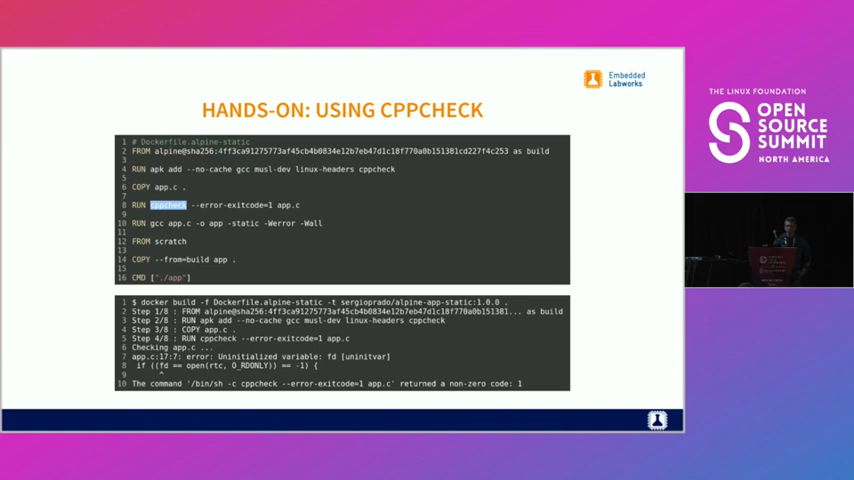 Embedded
Labworks
HANDS-ON: USING CPPCHECK
1 # Dockerfile.alpine-static
2 FROM alpine@sha256:4ff3ca91275773af45cb4b0834e12b7eb47d1c18f770a0b151381cd227f4c253 as build
3
4 RUN apk add --no-cache gcc musl-dev linux-headers cppcheck
5
6 COPY app.c .
7
8 RUN cppcheck --error-exitcode=1 app.c
9
10 RUN gcc app.c -o app -static -Werror -Wall
11
12 FROM scratch
13
14 COPY --from=build app .
15
16 CMD ["./app"]
1 $ docker build -f Dockerfile.alpine-static -t sergioprado/alpine-app-static:1.0.0 .
2 Step 1/8 : FROM alpine@sha256:4ff3ca91275773af45cb4b0834e12b7eb47d1c18f770a0b151381... as build
3 Step 2/8 : RUN apk add --no-cache gcc musl-dev linux-headers cppcheck
4 Step 3/8 : COPY app.c .
5 Step 4/8 : RUN cppcheck --error-exitcode=1 app.c
6 Checking app.c ...
7 app.c:17:7: error: Uninitialized variable: fd [uninitvar]
8 if ((fd == open(rtc, O_RDONLY)) == -1) {
9 ^
10 The command '/bin/sh -c cppcheck --error-exitcode=1 app.c' returned a non-zero code: 1
THE LINUX FOUNDATION
OPEN
SOURCE
SUMMIT
NORTH AMERICA